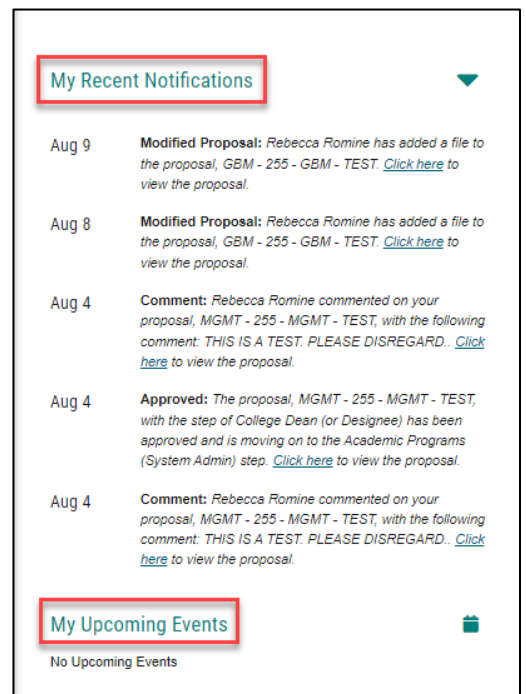 My Recent Notifications
Aug 9
Modified Proposal: Rebecca Romine has added a file to
the proposal, GBM - 255 - GBM - TEST. Click here to
view the proposal.
Aug 8
Modified Proposal: Rebecca Romine has added a file to
the proposal, GBM - 255 - GBM - TEST. Click here to
view the proposal.
Aug 4
Comment: Rebecca Romine commented on your
proposal, MGMT - 255 - MGMT - TEST, with the following
comment: THIS IS A TEST. PLEASE DISREGARD.. Click
here to view the proposal.
Aug 4
Approved: The proposal, MGMT - 255 - MGMT - TEST,
with the step of College Dean (or Designee) has been
approved and is moving on to the Academic Programs
(System Admin) step. Click here to view the proposal.
Aug 4
Comment: Rebecca Romine commented on your
proposal, MGMT - 255 - MGMT - TEST, with the following
comment: THIS IS A TEST. PLEASE DISREGARD.. Click
here to view the proposal.
My Upcoming Events
No Upcoming Events